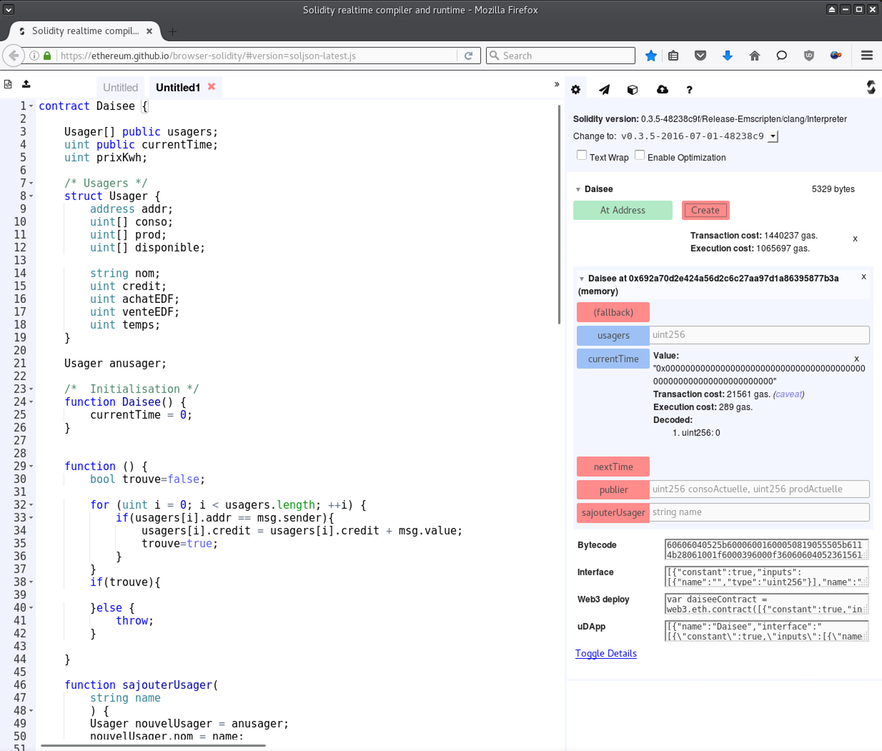 Solidity realtime compiler and runtime - Mozilla Firefox
Solidity realtime compil...
https://ethereum.github.io/browser-solidity/#version=soljson-latest.js
Search
Untitled
Untitled1
1 contract Daisee {
2
3 Usager[] public usagers;
4 uint public currentTime;
5 uint prixKwh;
6
7 /* Usagers */
8 struct Usager {
9 address addr;
10 uint[] conso;
11 uint[] prod;
12 uint[] disponible;
13
14 string nom;
15 uint credit;
16 uint achatEDF;
17 uint venteEDF;
18 uint temps;
19 }
20
21 Usager anusager;
22
23 /* Initialisation */
24 function Daisee() {
25 currentTime = 0;
26 }
27
28
29 function () {
30 bool trouve=false;
31
32 for (uint i = 0; i < usagers.length; ++i) {
33 if(usagers[i].addr == msg.sender){
34 usagers[i].credit = usagers[i].credit + msg.value;
35 trouve=true;
36 }
37 }
38 if(trouve){
39
40 }else {
41 throw;
42 }
43
44 }
45
46 function sajouterUsager(
47 string name
48 ) {
49 Usager nouvelUsager = anusager;
50 nouvelUsager.nom = name;
51
Solidity version: 0.3.5-48238c9f/Release-Emscripten/clang/Interpreter
Change to: v0.3.5-2016-07-01-48238c9
Text Wrap Enable Optimization
Daisee 5329 bytes
At Address Create
Transaction cost: 1440237 gas.
Execution cost: 1065697 gas.
x
Daisee at 0x692a70d2e424a56d2c6c27aa97d1a86395877b3a
(memory)
x
(fallback)
usagers uint256
currentTime Value:
x
Transaction cost: 21561 gas. (caveat)
Execution cost: 289 gas.
Decoded:
1. uint256: 0
nextTime
publier uint256 consoActuelle, uint256 prodActuelle
sajouterUsager string name
Bytecode
Interface [{"constant":true,"inputs":
[{"name":"","type":"uint256"}],"name":"
Web3 deploy var daiseeContract =
web3.eth.contract([{"constant":true,"in
uDApp [{"name":"Daisee","interface":"
[{\"constant\":true,\"inputs\":[{\"name
Toggle Details